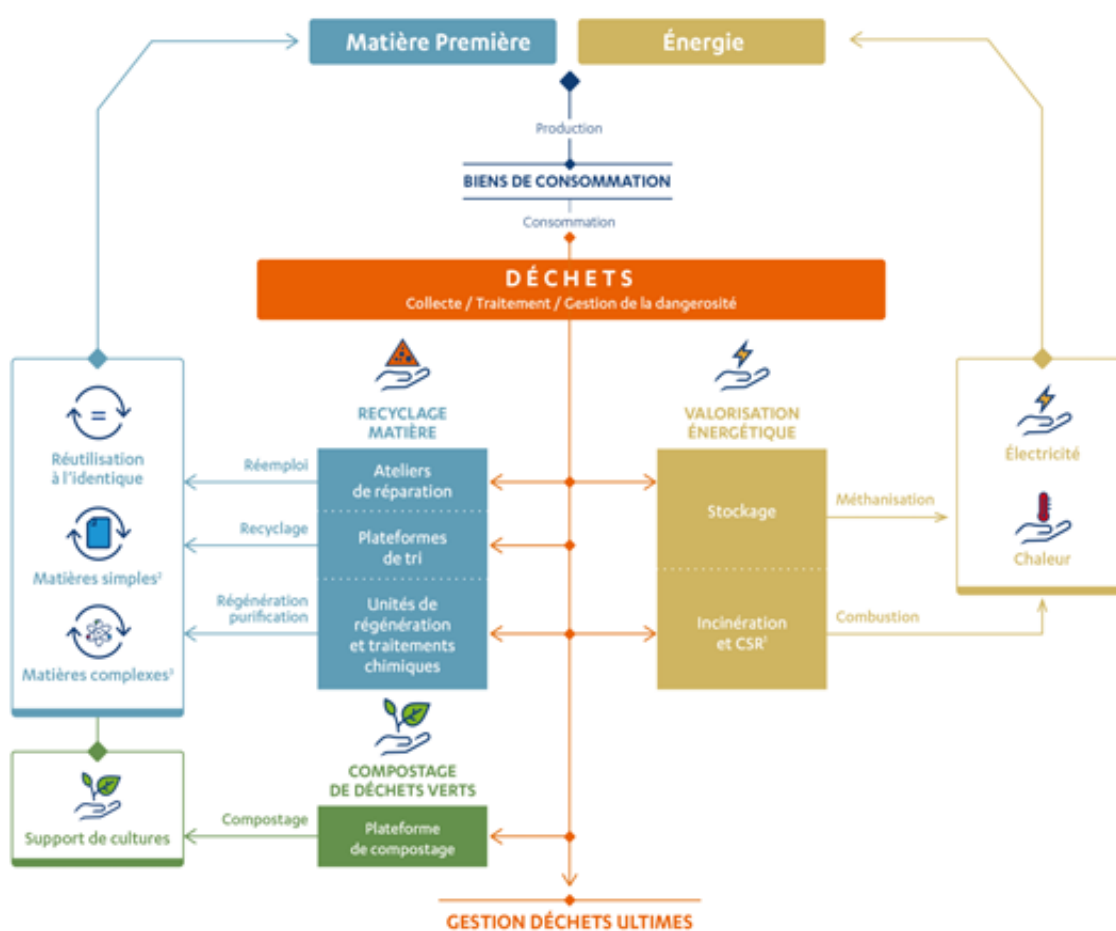 Matière Première
Énergie
Production
BIENS DE CONSOMMATION
Consommation
DÉCHETS
Collecte / Traitement / Gestion de la dangerosité
RECYCLAGE
MATIÈRE
VALORISATION
ÉNERGÉTIQUE
=
Réutilisation
à l'identique
Matières simples²
Matières complexes³
Réemploi
Recyclage
Régénération
purification
Ateliers
de réparation
Plateformes
de tri
Unités de
régénération
et traitements
chimiques
Stockage
Incinération
et CSR¹
Méthanisation
Combustion
Électricité
Chaleur
COMPOSTAGE
DE DÉCHETS VERTS
Support de cultures
Compostage
Plateforme
de compostage
GESTION DÉCHETS ULTIMES